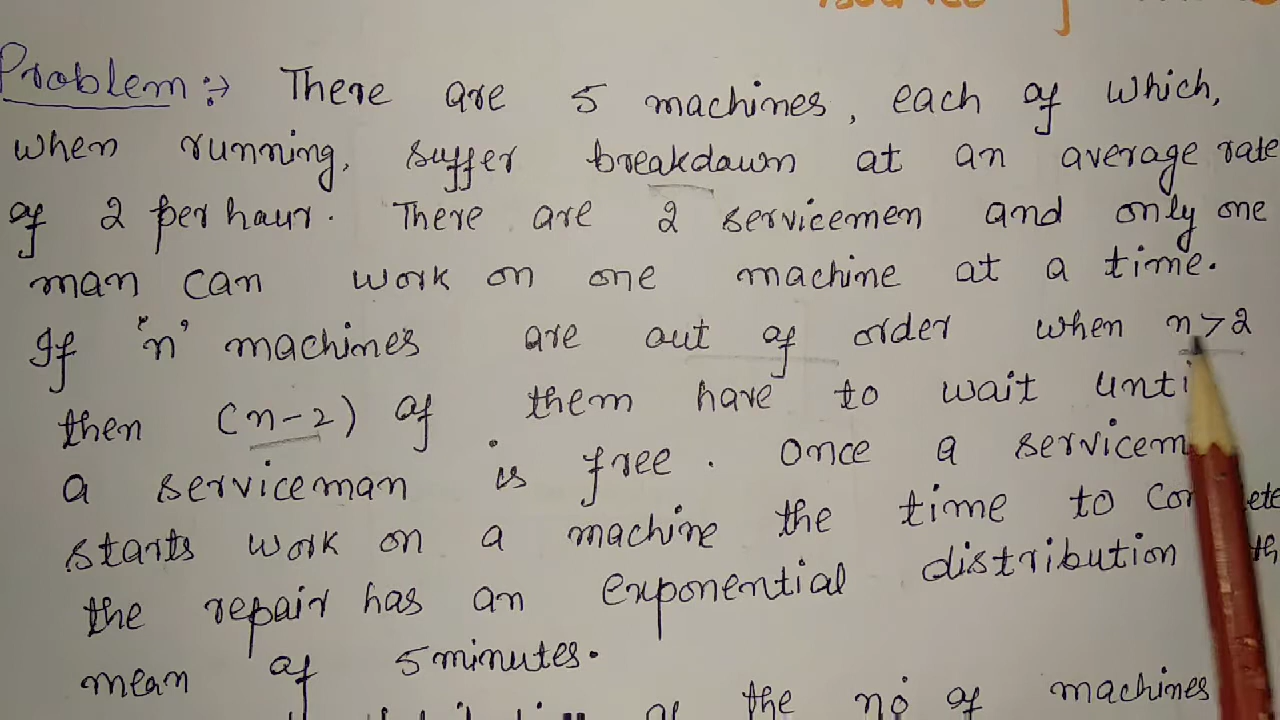 Problem :→ There are 5 machines, each of which,
when running, suffer breakdown at an average rate
of 2 per hour. There are 2 servicemen and only one
man can work on one machine at a time.
If 'n' machines are out of order when n>2
then (n-2) of them have to wait unti
a serviceman is free. Once a servicem
starts work on a machine the time to Co ete
the repair has an exponential distribution th
mean of 5 minutes.
of the no of machines